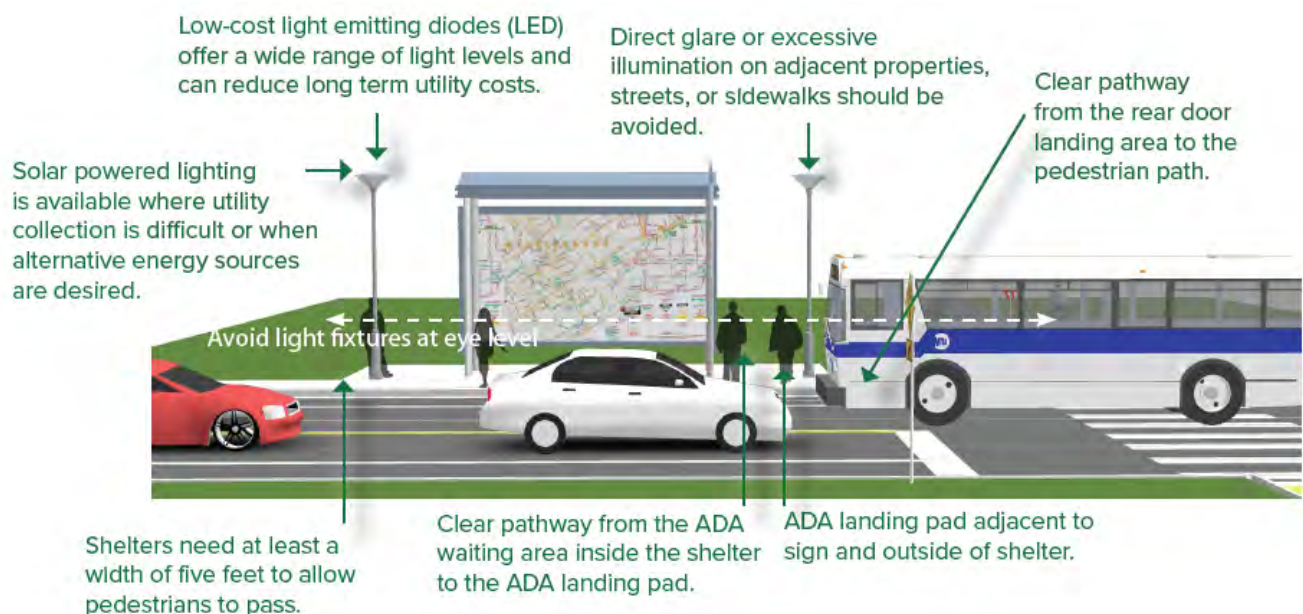 Low-cost light emitting diodes (LED)
offer a wide range of light levels and
can reduce long term utility costs.
Direct glare or excessive
illumination on adjacent properties,
streets, or sidewalks should be
avoided.
Clear pathway
from the rear door
landing area to the
pedestrian path.
Solar powered lighting
is available where utility
collection is difficult or when
alternative energy sources
are desired.
Avoid light fixtures at eye level
Shelters need at least a
width of five feet to allow
pedestrians to pass.
Clear pathway from the ADA
waiting area inside the shelter
to the ADA landing pad.
ADA landing pad adjacent to
sign and outside of shelter.